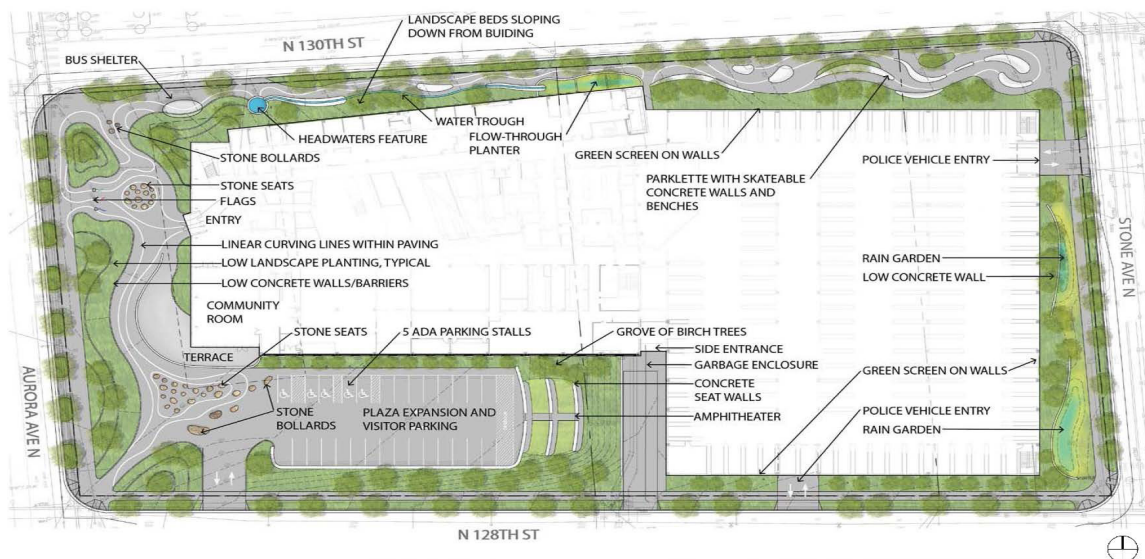 LANDSCAPE BEDS SLOPING
DOWN FROM BUIDING
N 130TH ST
BUS SHELTER
WATER TROUGH
HEADWATERS FEATURE
FLOW-THROUGH
PLANTER
STONE BOLLARDS
GREEN SCREEN ON WALLS
POLICE VEHICLE ENTRY
PARKLETTE WITH SKATEABLE
CONCRETE WALLS AND
BENCHES
STONE SEATS
FLAGS
ENTRY
LINEAR CURVING LINES WITHIN PAVING
LOW LANDSCAPE PLANTING, TYPICAL
LOW CONCRETE WALLS/BARRIERS
RAIN GARDEN
LOW CONCRETE WALL
STONE AVE N
COMMUNITY
ROOM
STONE SEATS
5 ADA PARKING STALLS
GROVE OF BIRCH TREES
SIDE ENTRANCE
GARBAGE ENCLOSURE
TERRACE
GREEN SCREEN ON WALLS
CONCRETE
SEAT WALLS
AURORA AVE N
STONE
BOLLARDS
PLAZA EXPANSION AND
VISITOR PARKING
AMPHITHEATER
POLICE VEHICLE ENTRY
RAIN GARDEN
N 128TH ST